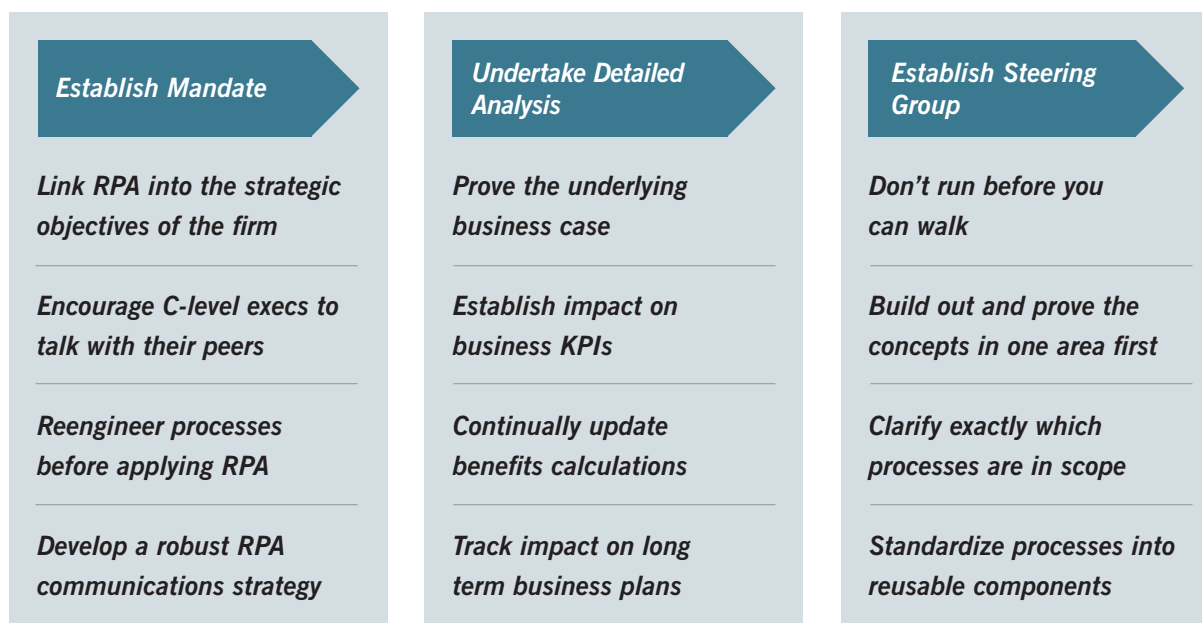 Establish Mandate
Link RPA into the strategic
objectives of the firm
Encourage C-level execs to
talk with their peers
Reengineer processes
before applying RPA
Develop a robust RPA
communications strategy
Undertake Detailed
Analysis
Prove the underlying
business case
Establish impact on
business KPIs
Continually update
benefits calculations
Track impact on long
term business plans
Establish Steering
Group
Don’t run before you
can walk
Build out and prove the
concepts in one area first
Clarify exactly which
processes are in scope
Standardize processes into
reusable components